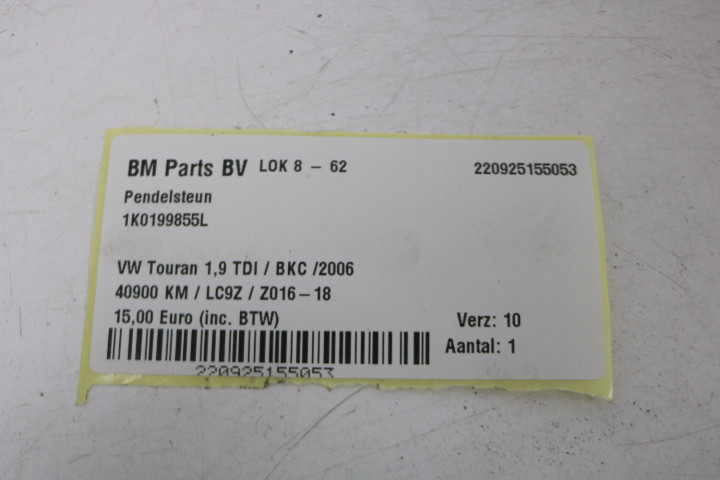 BM Parts BV LOK 8 – 62 220925155053
Pendelsteun
1K0199855L
VW Touran 1,9 TDI / BKC /2006
40900 KM / LC9Z / Z016–18
15,00 Euro (inc. BTW) Verz: 10
Aantal: 1
220925155053